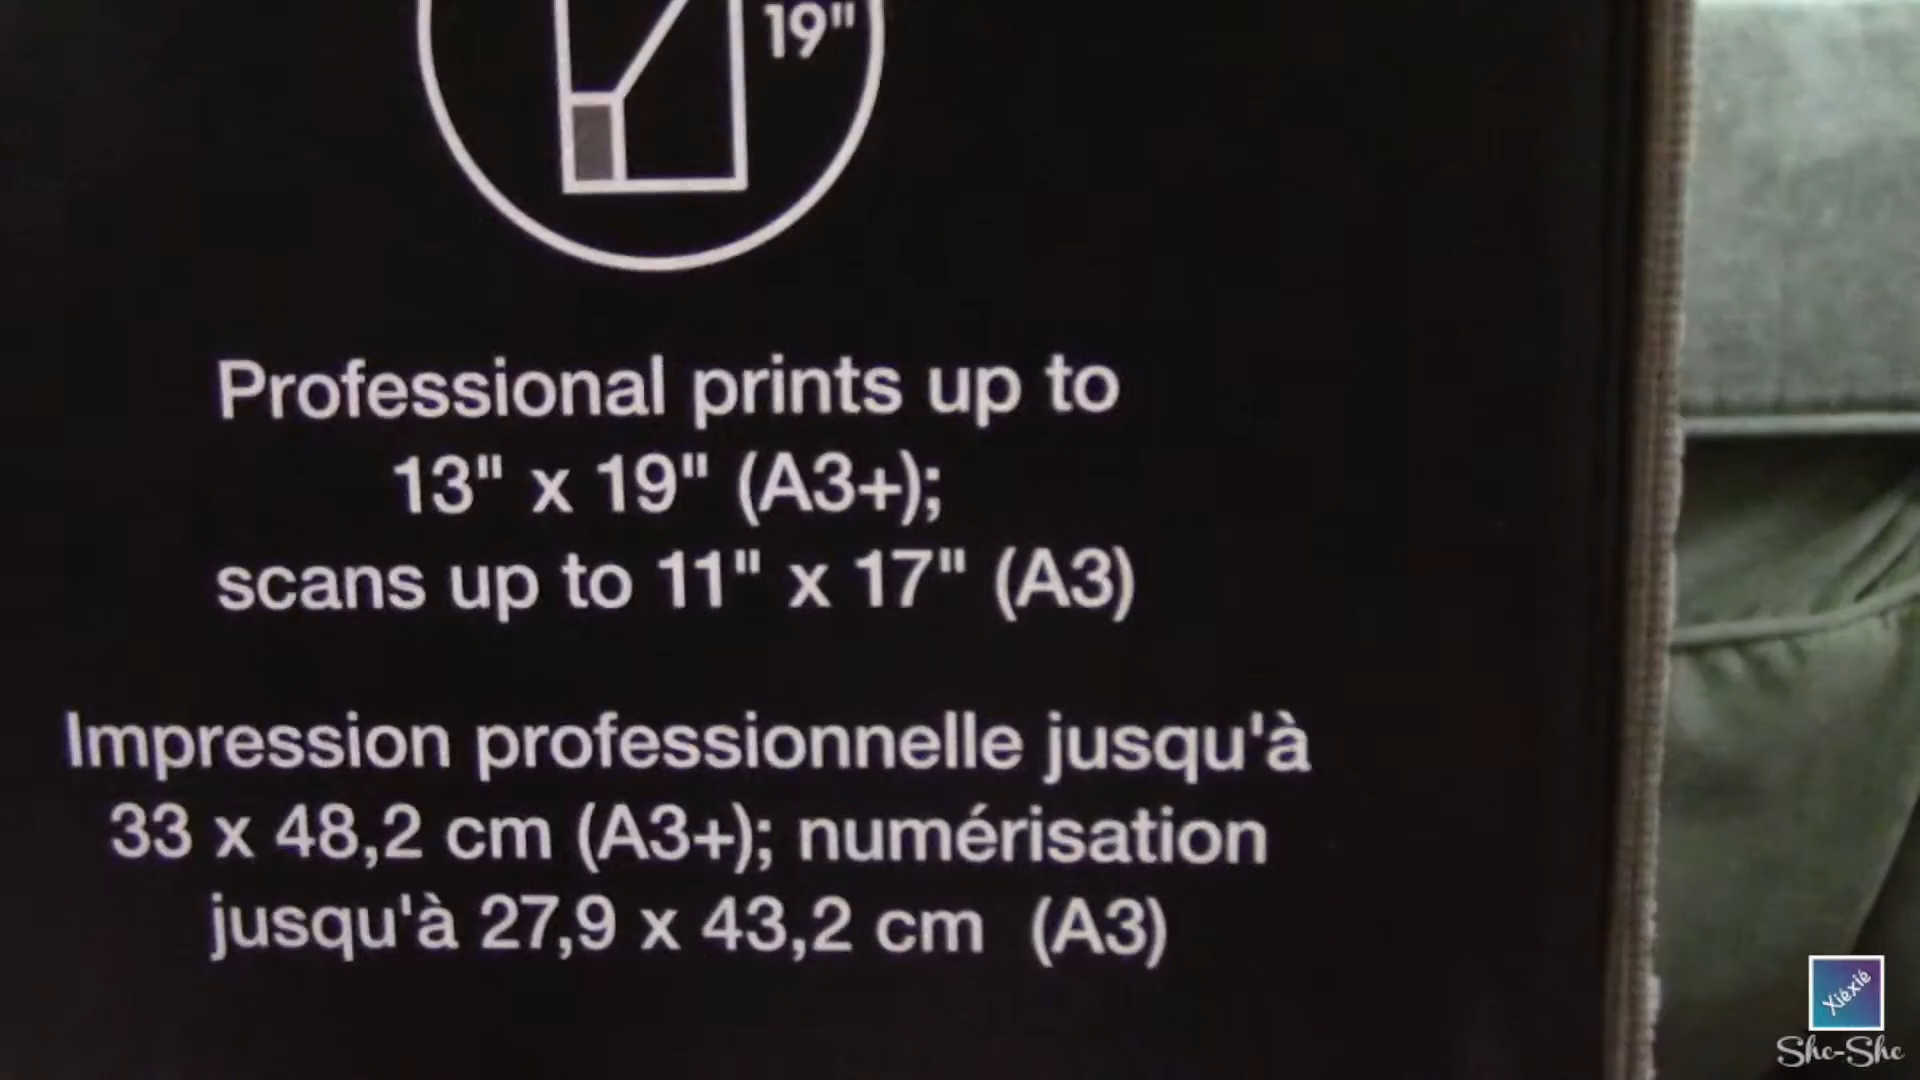 19"
Professional prints up to
13" x 19" (A3+);
scans up to 11" x 17" (A3)
Impression professionnelle jusqu'à
33 x 48,2 cm (A3+); numérisation
jusqu'à 27,9 x 43,2 cm (A3)
Xiéxié
She-She